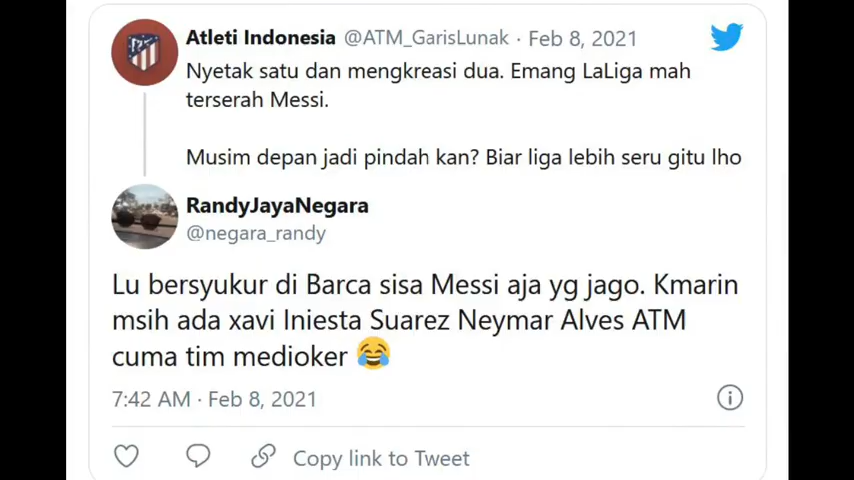 Atleti Indonesia @ATM_GarisLunak · Feb 8, 2021
Nyetak satu dan mengkreasi dua. Emang LaLiga mah
terserah Messi.
Musim depan jadi pindah kan? Biar liga lebih seru gitu lho
RandyJayaNegara
@negara_randy
Lu bersyukur di Barca sisa Messi aja yg jago. Kmarin
msih ada xavi Iniesta Suarez Neymar Alves ATM
cuma tim medioker 😂
7:42 AM · Feb 8, 2021
Copy link to Tweet